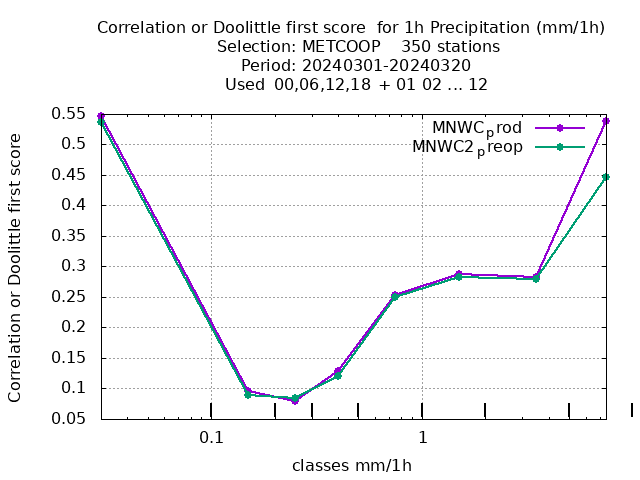 Correlation or Doolittle first score  for 1h Precipitation (mm/1h)
Selection: METCOOP    350 stations
Period: 20240301-20240320
Used  00,06,12,18  + 01 02 ... 12
MNWCprod
MNWC2preop
Correlation or Doolittle first score
0.55
0.5
0.45
0.4
0.35
0.3
0.25
0.2
0.15
0.1
0.05
0.1
1
classes mm/1h